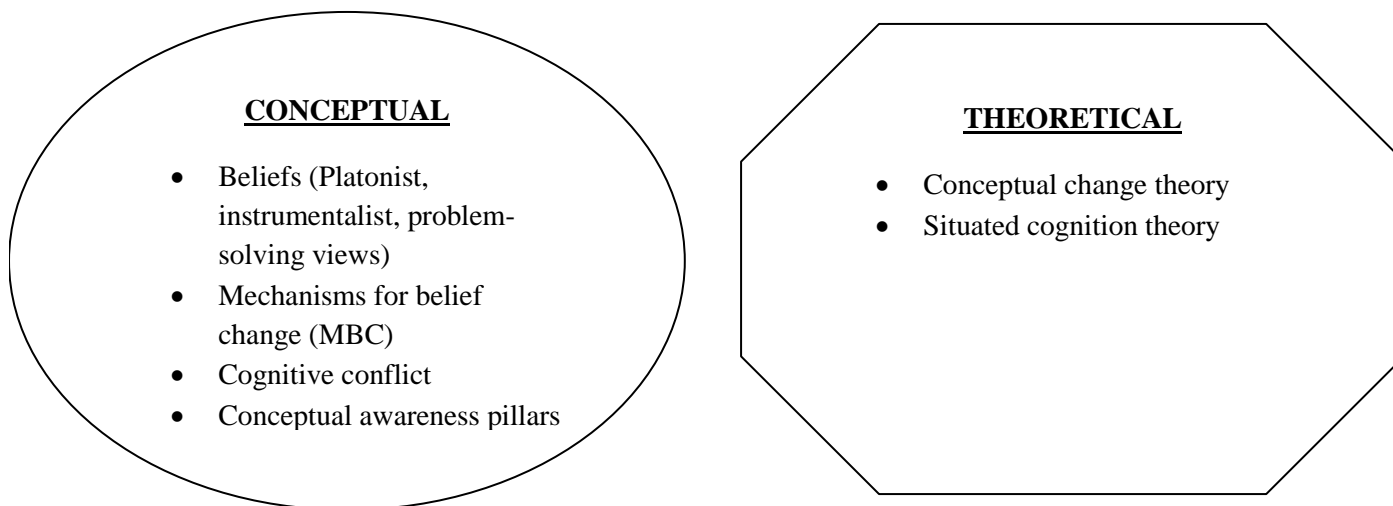 CONCEPTUAL
• Beliefs (Platonist,
instrumentalist, problem-
solving views)
• Mechanisms for belief
change (MBC)
• Cognitive conflict
• Conceptual awareness pillars
THEORETICAL
• Conceptual change theory
• Situated cognition theory